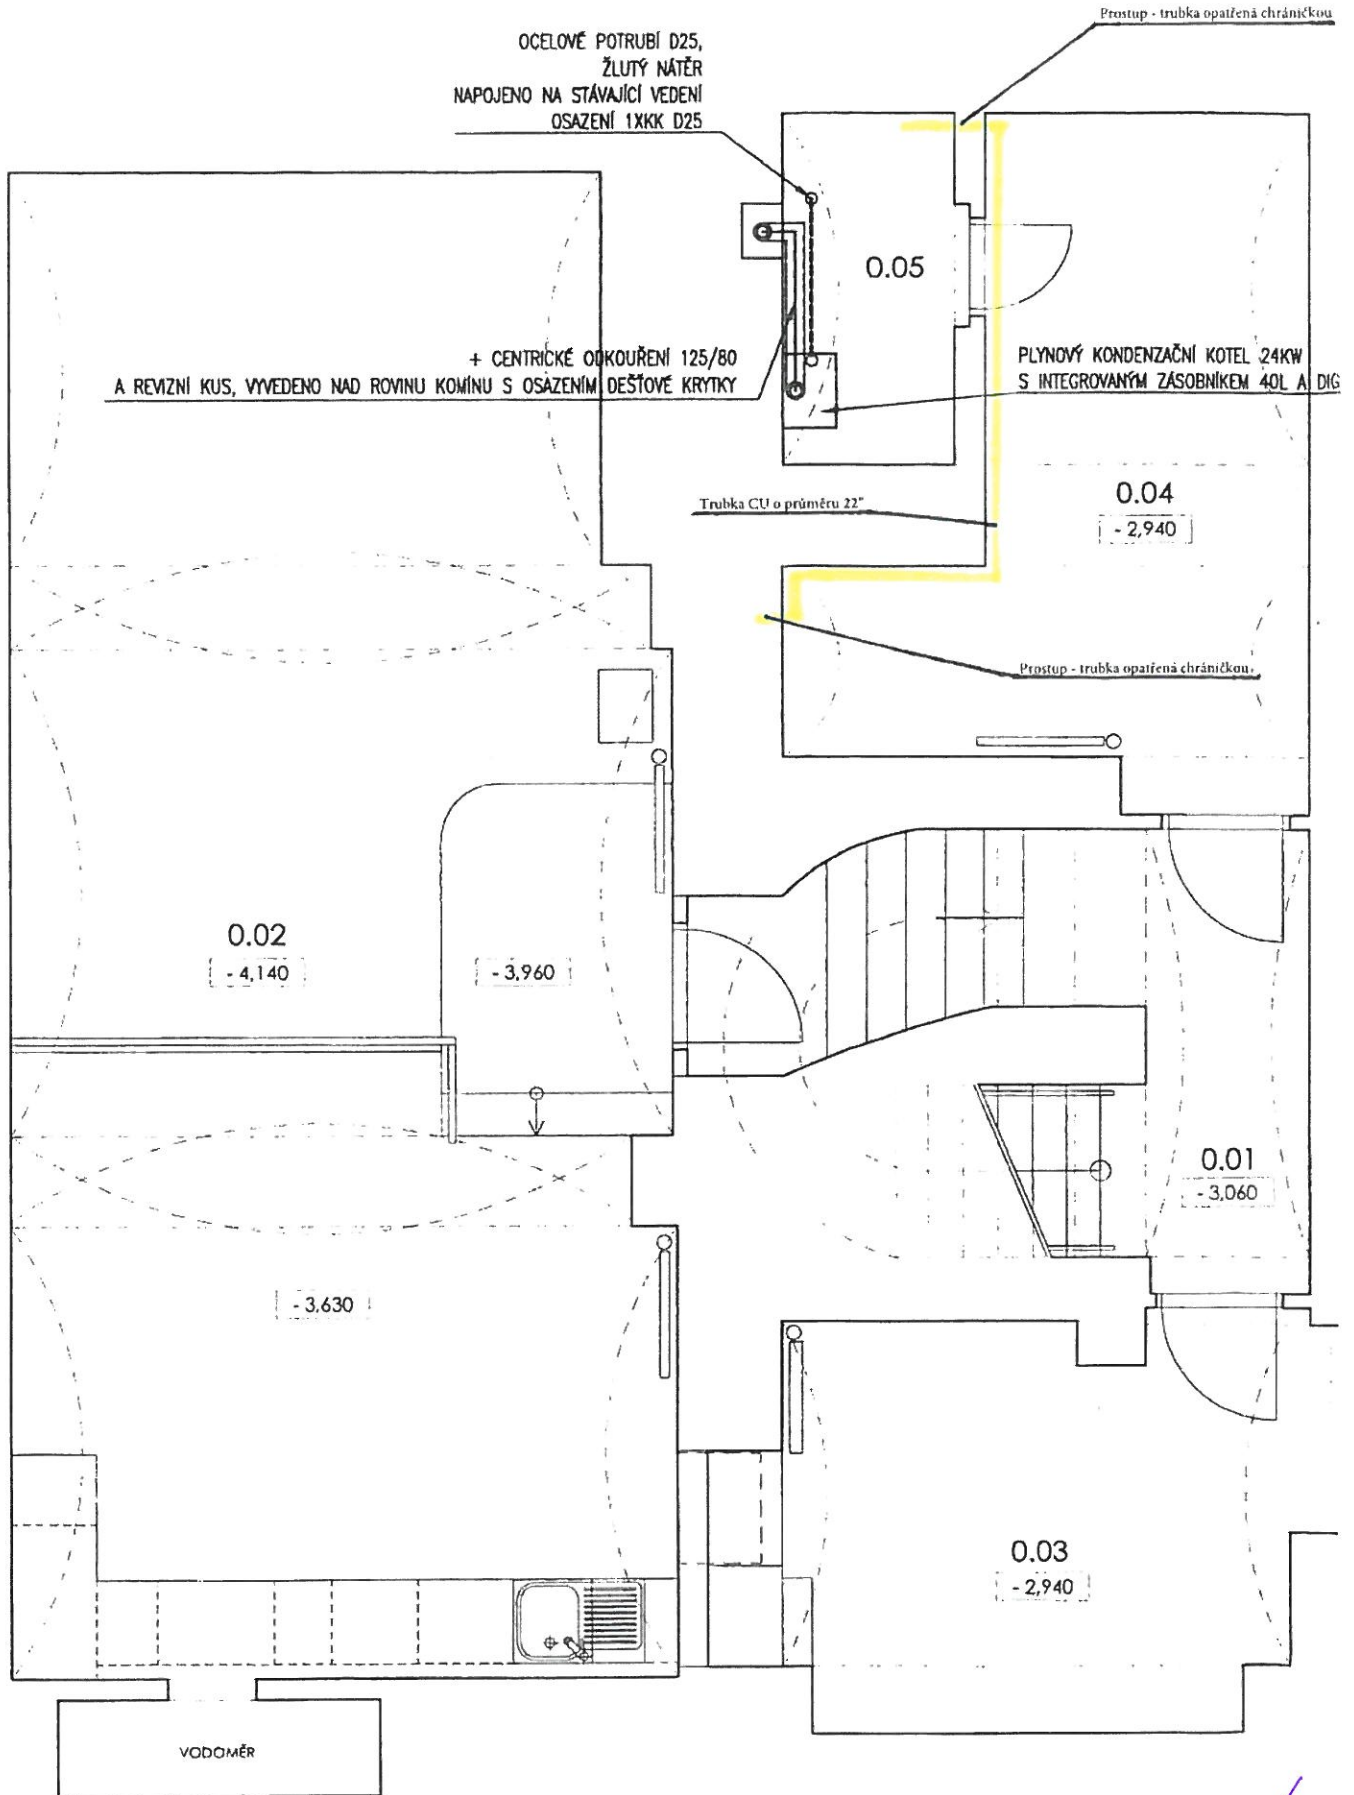 Prostup - trubka opatřená chráničkou
OCELOVÉ POTRUBÍ D25,
ŽLUTÝ NÁTĚR
NAPOJENO NA STÁVAJÍCÍ VEDENÍ
OSAZENÍ 1XKK D25
0.05
+ CENTRICKÉ ODKOUŘENÍ 125/80
A REVIZNÍ KUS, VYVEDENO NAD ROVINU KOMÍNU S OSAZENÍM DEŠŤOVÉ KRYTKY
PLYNOVÝ KONDENZAČNÍ KOTEL 24KW
S INTEGROVANÝM ZÁSOBNÍKEM 40L A DIG
0.04
- 2,940
Trubka CU o průměru 22"
Prostup - trubka opatřená chráničkou.
0.02
- 4,140
- 3,960
0.01
- 3,060
- 3,630
0.03
- 2,940
VODOMĚR